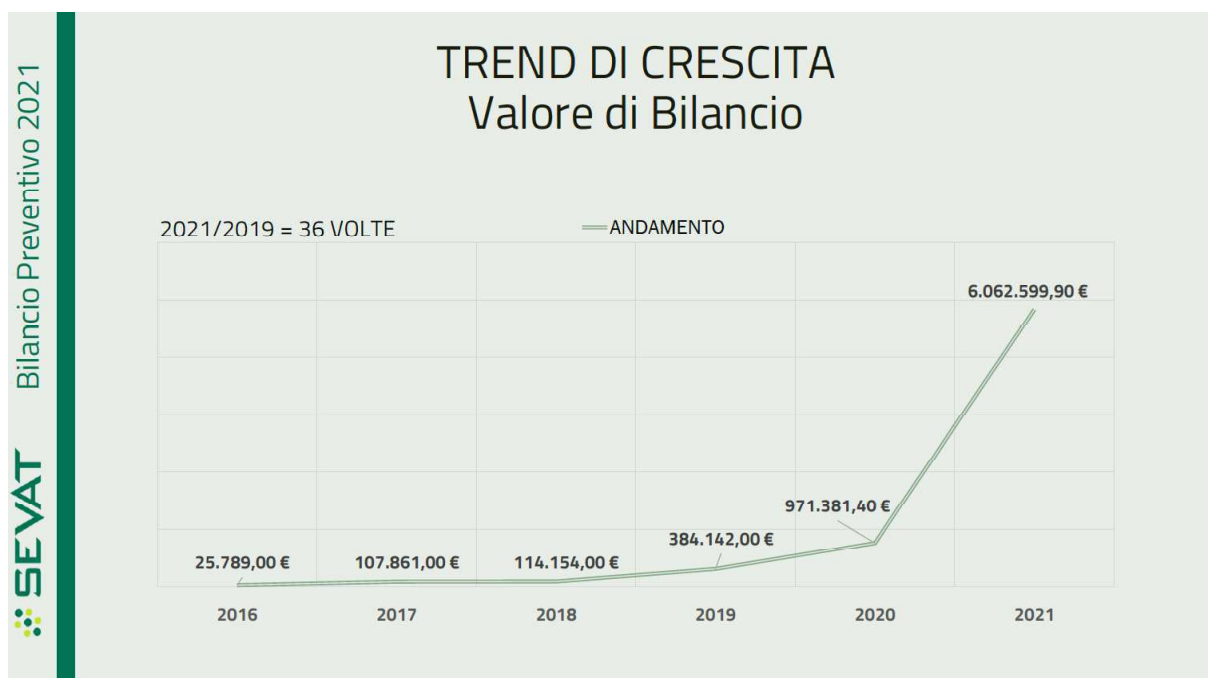 TREND DI CRESCITA
Valore di Bilancio
2021/2019 = 36 VOLTE
ANDAMENTO
6.062.599,90 €
971.381,40 €
384.142,00 €
25.789,00 € 107.861,00 € 114.154,00 €
2016 2017 2018 2019 2020 2021
Bilancio Preventivo 2021
SEVAT